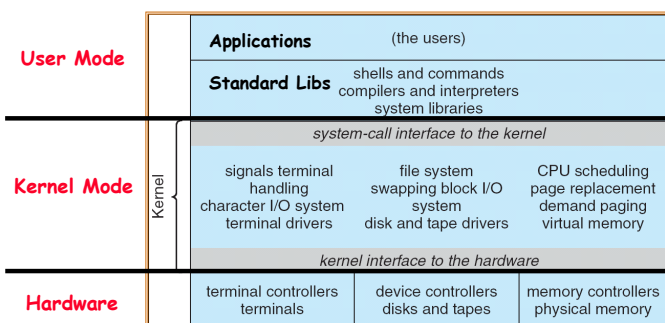 User Mode
Applications
(the users)
Standard Libs
shells and commands
compilers and interpreters
system libraries
Kernel Mode
Kernel
system-call interface to the kernel
signals terminal
handling
character I/O system
terminal drivers
file system
swapping block I/O
system
disk and tape drivers
CPU scheduling
page replacement
demand paging
virtual memory
kernel interface to the hardware
Hardware
terminal controllers
terminals
device controllers
disks and tapes
memory controllers
physical memory